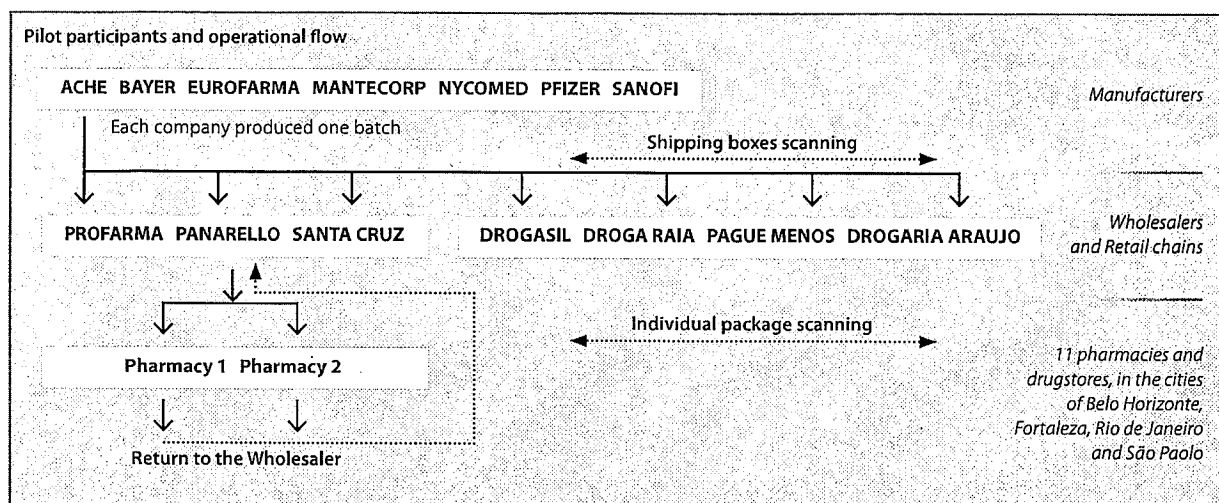 Pilot participants and operational flow
ACHE BAYER EUROFARMA MANTECORP NYCOMED PFIZER SANOFI
Manufacturers
Each company produced one batch
Shipping boxes scanning
PROFARMA PANARELLO SANTA CRUZ
DROGASIL DROGA RAIA PAGUE MENOS DROGARIA ARAUJO
Wholesalers
and Retail chains
Individual package scanning
Pharmacy 1 Pharmacy 2
11 pharmacies and
drugstores, in the cities
of Belo Horizonte,
Fortaleza, Rio de Janeiro
and São Paolo
Return to the Wholesaler